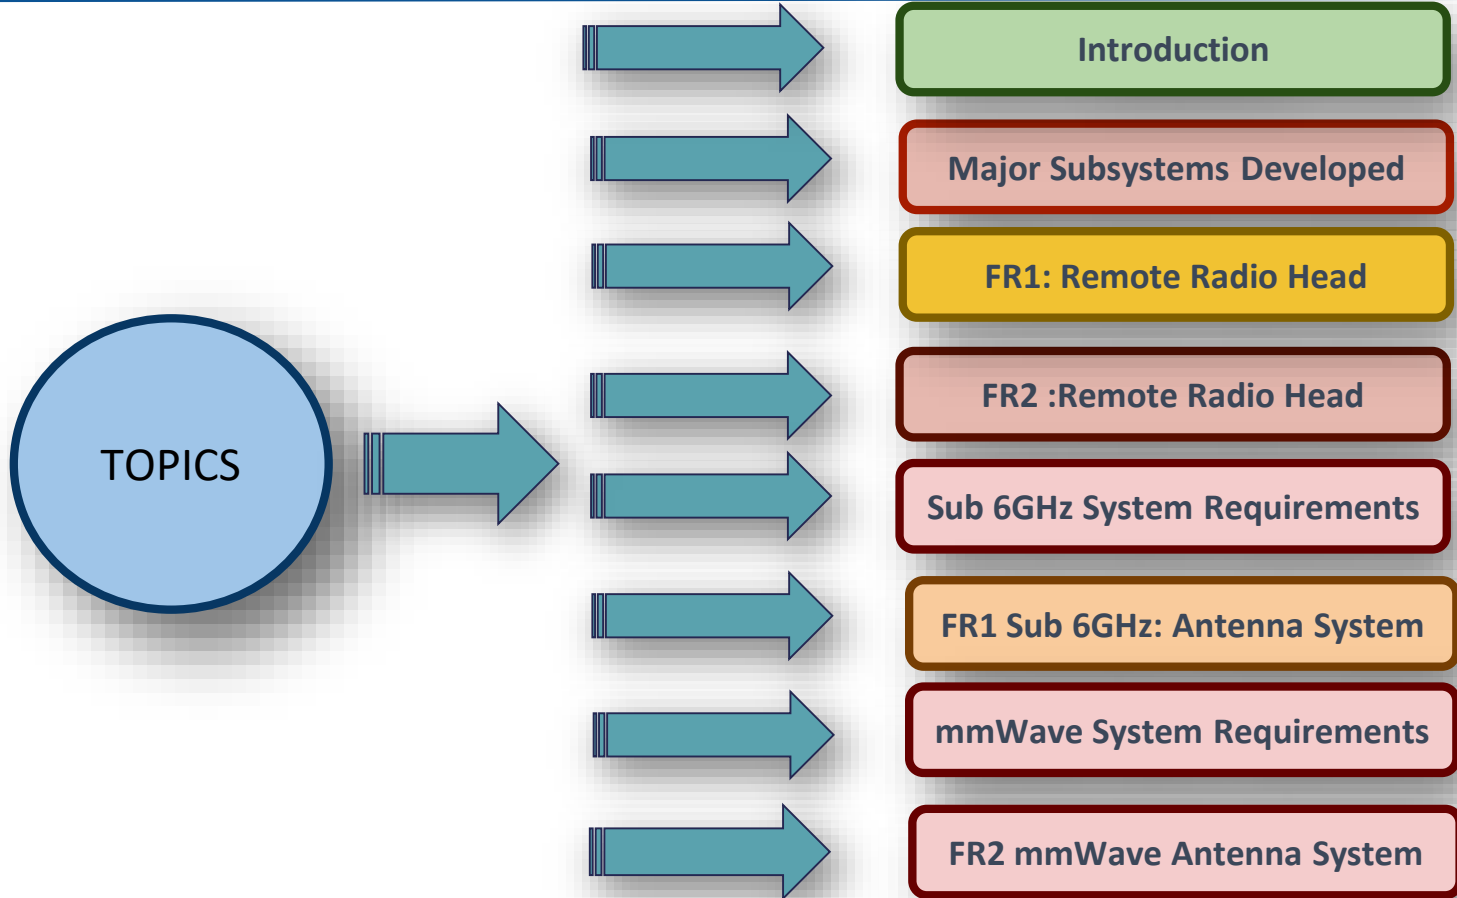 Introduction
Major Subsystems Developed
FR1: Remote Radio Head
FR2 :Remote Radio Head
TOPICS
Sub 6GHz System Requirements
FR1 Sub 6GHz: Antenna System
mmWave System Requirements
FR2 mmWave Antenna System